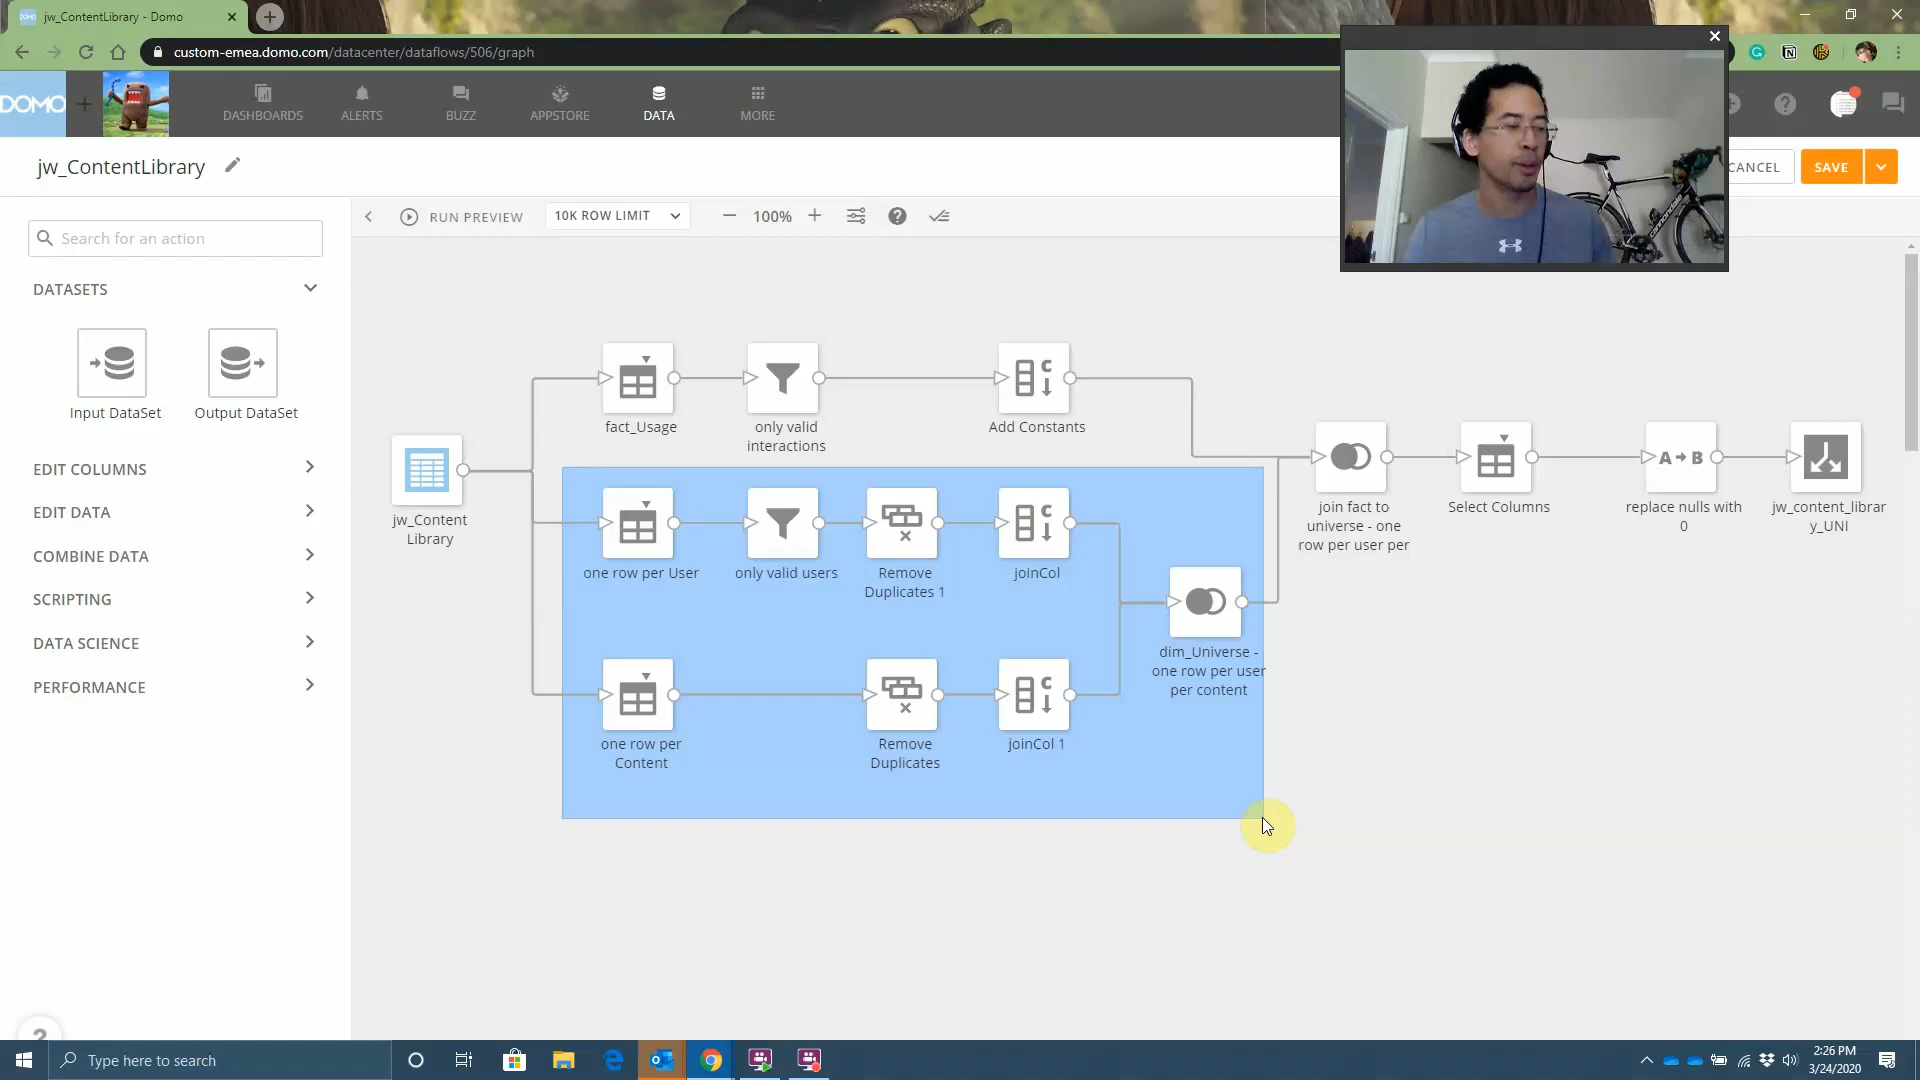 jw_ContentLibrary - Domo
custom-emea.domo.com/datacenter/dataflows/506/graph
DOMO
DASHBOARDS
ALERTS
BUZZ
APPSTORE
DATA
MORE
jw_ContentLibrary
CANCEL
SAVE
Search for an action
RUN PREVIEW
10K ROW LIMIT
100%
DATASETS
Input DataSet
Output DataSet
EDIT COLUMNS
EDIT DATA
COMBINE DATA
SCRIPTING
DATA SCIENCE
PERFORMANCE
jw_Content
Library
fact_Usage
only valid
interactions
C
Add Constants
one row per User
only valid users
Remove
Duplicates 1
C
joinCol
one row per
Content
Remove
Duplicates
C
joinCol 1
dim_Universe -
one row per user
per content
join fact to
universe - one
row per user per
Select Columns
A B
replace nulls with
0
jw_content_librar
y_UNI
Type here to search
2:26 PM
3/24/2020